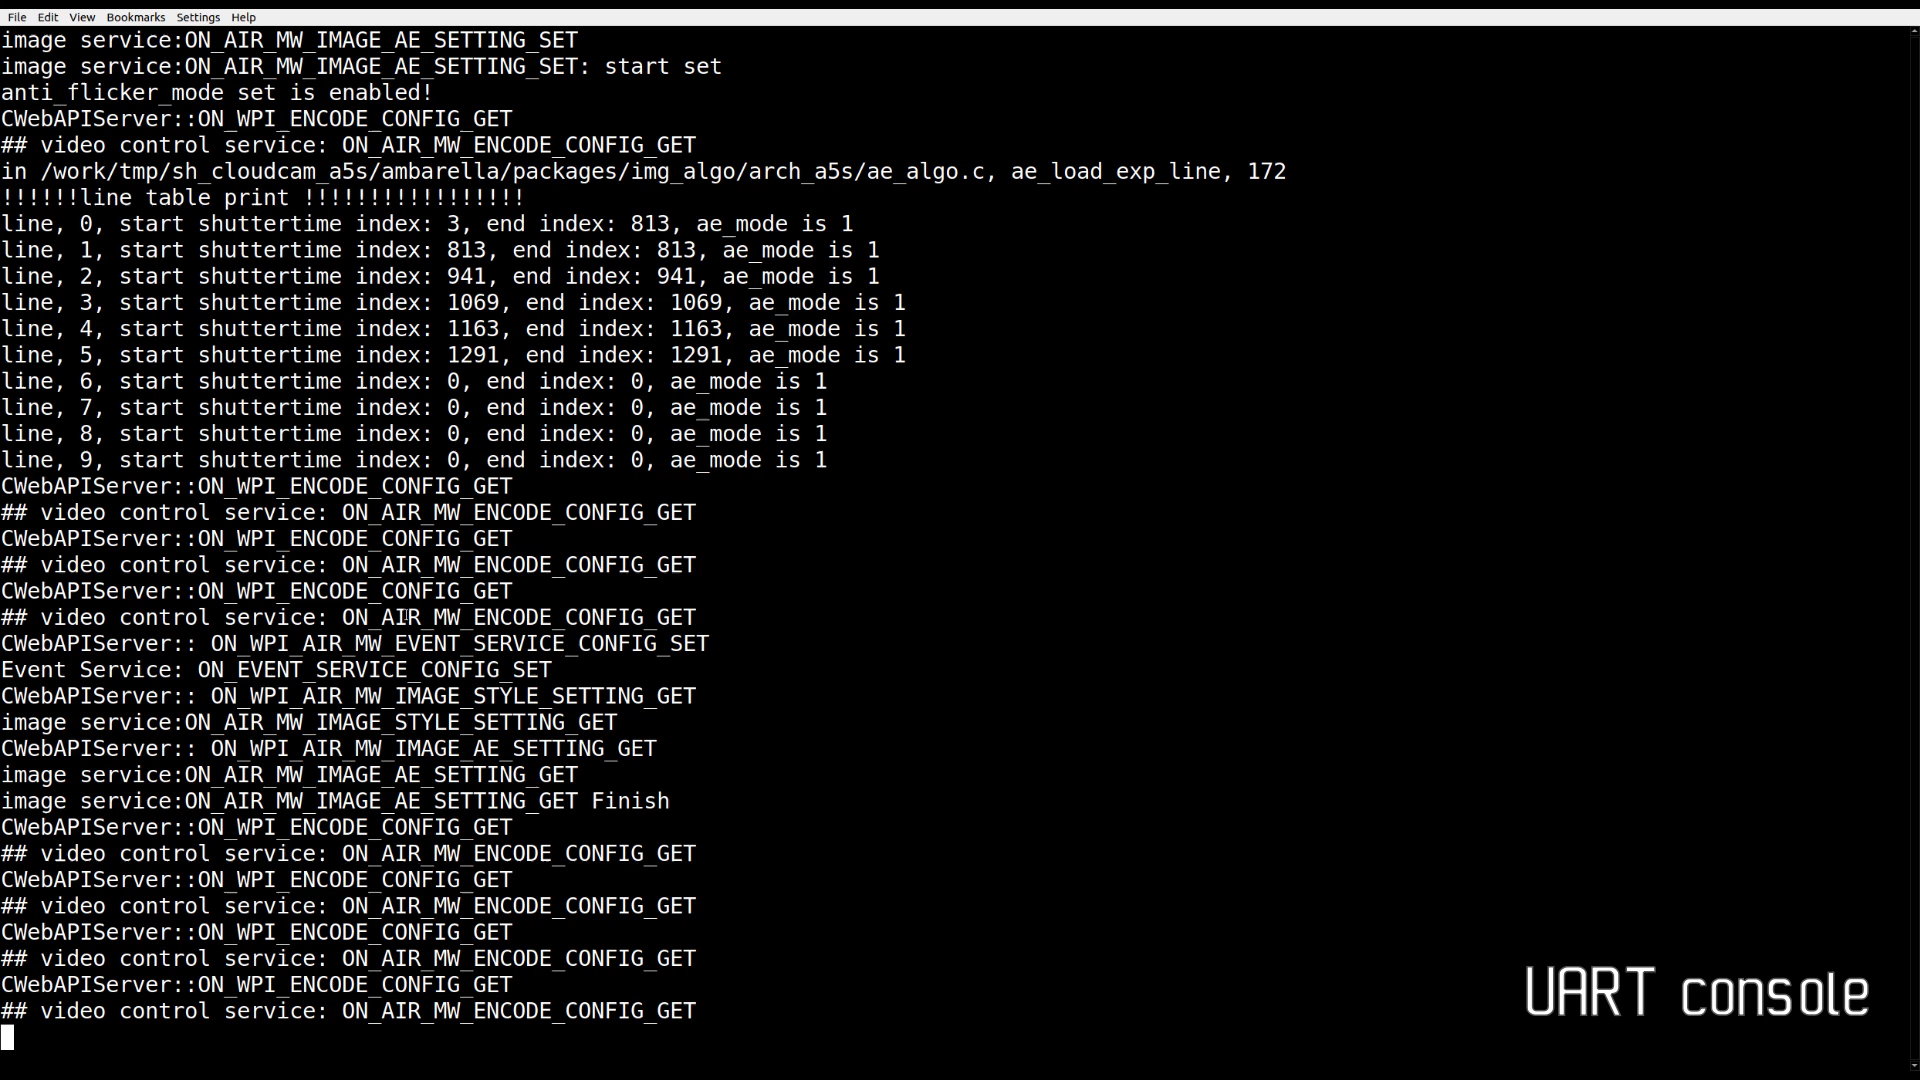 File Edit View Bookmarks Settings Help
image service:ON_AIR_MW_IMAGE_AE_SETTING_SET
image service:ON_AIR_MW_IMAGE_AE_SETTING_SET: start set
anti_flicker_mode set is enabled!
CWebAPIServer::ON_WPI_ENCODE_CONFIG_GET
## video control service: ON_AIR_MW_ENCODE_CONFIG_GET
in /work/tmp/sh_cloudcam_a5s/ambarella/packages/img_algo/arch_a5s/ae_algo.c, ae_load_exp_line, 172
!!!!!!line table print !!!!!!!!!!!!!!!!!
line, 0, start shuttertime index: 3, end index: 813, ae_mode is 1
line, 1, start shuttertime index: 813, end index: 813, ae_mode is 1
line, 2, start shuttertime index: 941, end index: 941, ae_mode is 1
line, 3, start shuttertime index: 1069, end index: 1069, ae_mode is 1
line, 4, start shuttertime index: 1163, end index: 1163, ae_mode is 1
line, 5, start shuttertime index: 1291, end index: 1291, ae_mode is 1
line, 6, start shuttertime index: 0, end index: 0, ae_mode is 1
line, 7, start shuttertime index: 0, end index: 0, ae_mode is 1
line, 8, start shuttertime index: 0, end index: 0, ae_mode is 1
line, 9, start shuttertime index: 0, end index: 0, ae_mode is 1
CWebAPIServer::ON_WPI_ENCODE_CONFIG_GET
## video control service: ON_AIR_MW_ENCODE_CONFIG_GET
CWebAPIServer::ON_WPI_ENCODE_CONFIG_GET
## video control service: ON_AIR_MW_ENCODE_CONFIG_GET
CWebAPIServer::ON_WPI_ENCODE_CONFIG_GET
## video control service: ON_AIR_MW_ENCODE_CONFIG_GET
CWebAPIServer:: ON_WPI_AIR_MW_EVENT_SERVICE_CONFIG_SET
Event Service: ON_EVENT_SERVICE_CONFIG_SET
CWebAPIServer:: ON_WPI_AIR_MW_IMAGE_STYLE_SETTING_GET
image service:ON_AIR_MW_IMAGE_STYLE_SETTING_GET
CWebAPIServer:: ON_WPI_AIR_MW_IMAGE_AE_SETTING_GET
image service:ON_AIR_MW_IMAGE_AE_SETTING_GET
image service:ON_AIR_MW_IMAGE_AE_SETTING_GET Finish
CWebAPIServer::ON_WPI_ENCODE_CONFIG_GET
## video control service: ON_AIR_MW_ENCODE_CONFIG_GET
CWebAPIServer::ON_WPI_ENCODE_CONFIG_GET
## video control service: ON_AIR_MW_ENCODE_CONFIG_GET
CWebAPIServer::ON_WPI_ENCODE_CONFIG_GET
## video control service: ON_AIR_MW_ENCODE_CONFIG_GET
CWebAPIServer::ON_WPI_ENCODE_CONFIG_GET
## video control service: ON_AIR_MW_ENCODE_CONFIG_GET
UART console